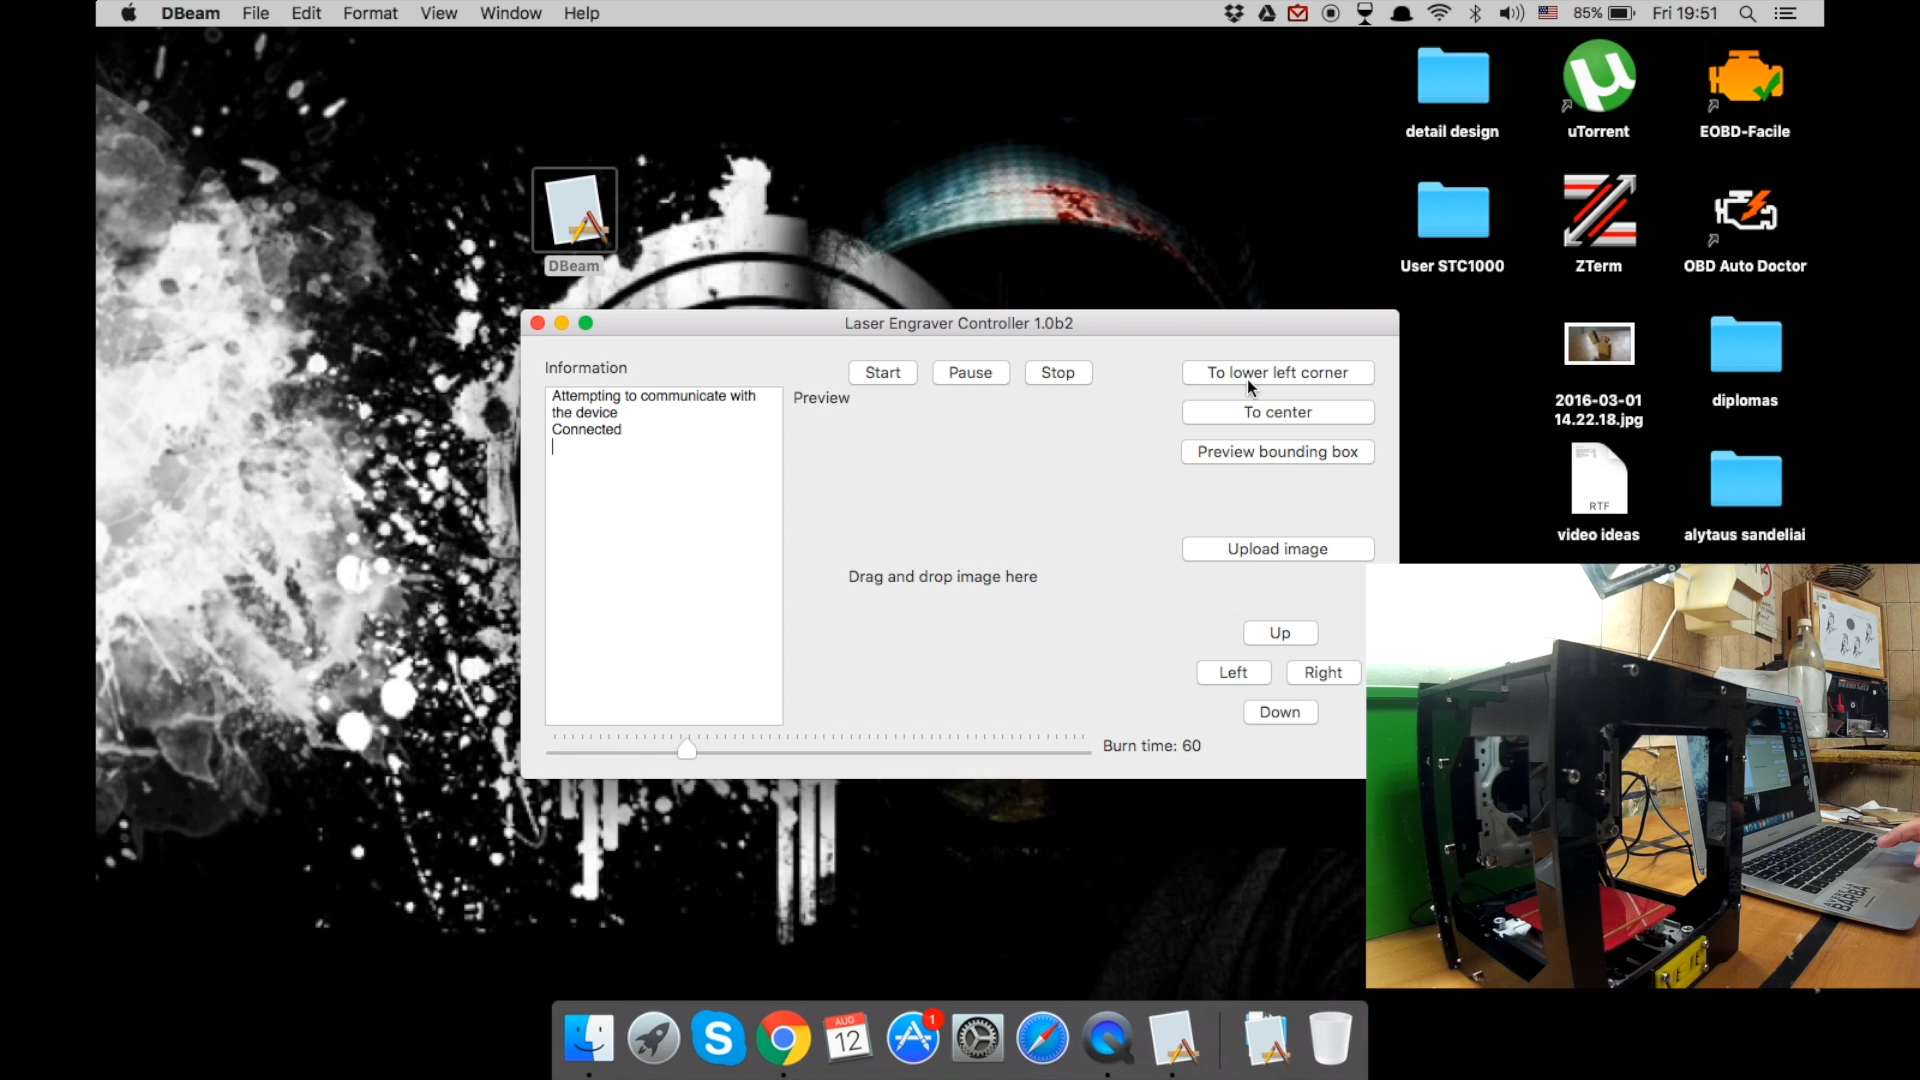 DBeam File Edit Format View Window Help
85% Fri 19:51
detail design
uTorrent
EOBD-Facile
User STC1000
ZTerm
OBD Auto Doctor
DBeam
2016-03-01
14.22.18.jpg
diplomas
RTF
video ideas
alytaus sandeliai
Laser Engraver Controller 1.0b2
Information
Start
Pause
Stop
To lower left corner
Attempting to communicate with
the device
Connected
Preview
To center
Preview bounding box
Upload image
Drag and drop image here
Up
Left
Right
Down
Burn time: 60
BARBA
AUG
12
1